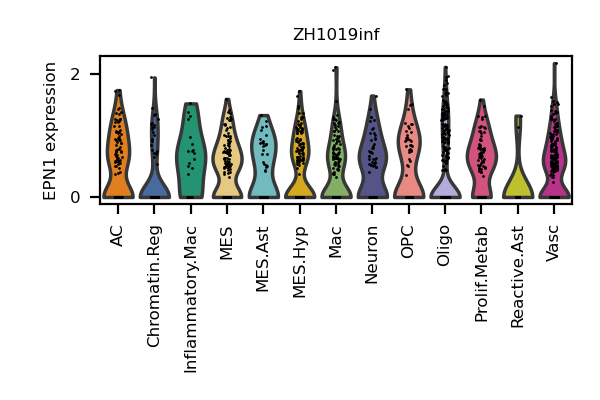 ZH1019inf
EPN1 expression
2
0
AC
Chromatin.Reg
Inflammatory.Mac
MES
MES.Ast
MES.Hyp
Mac
Neuron
OPC
Oligo
Prolif.Metab
Reactive.Ast
Vasc